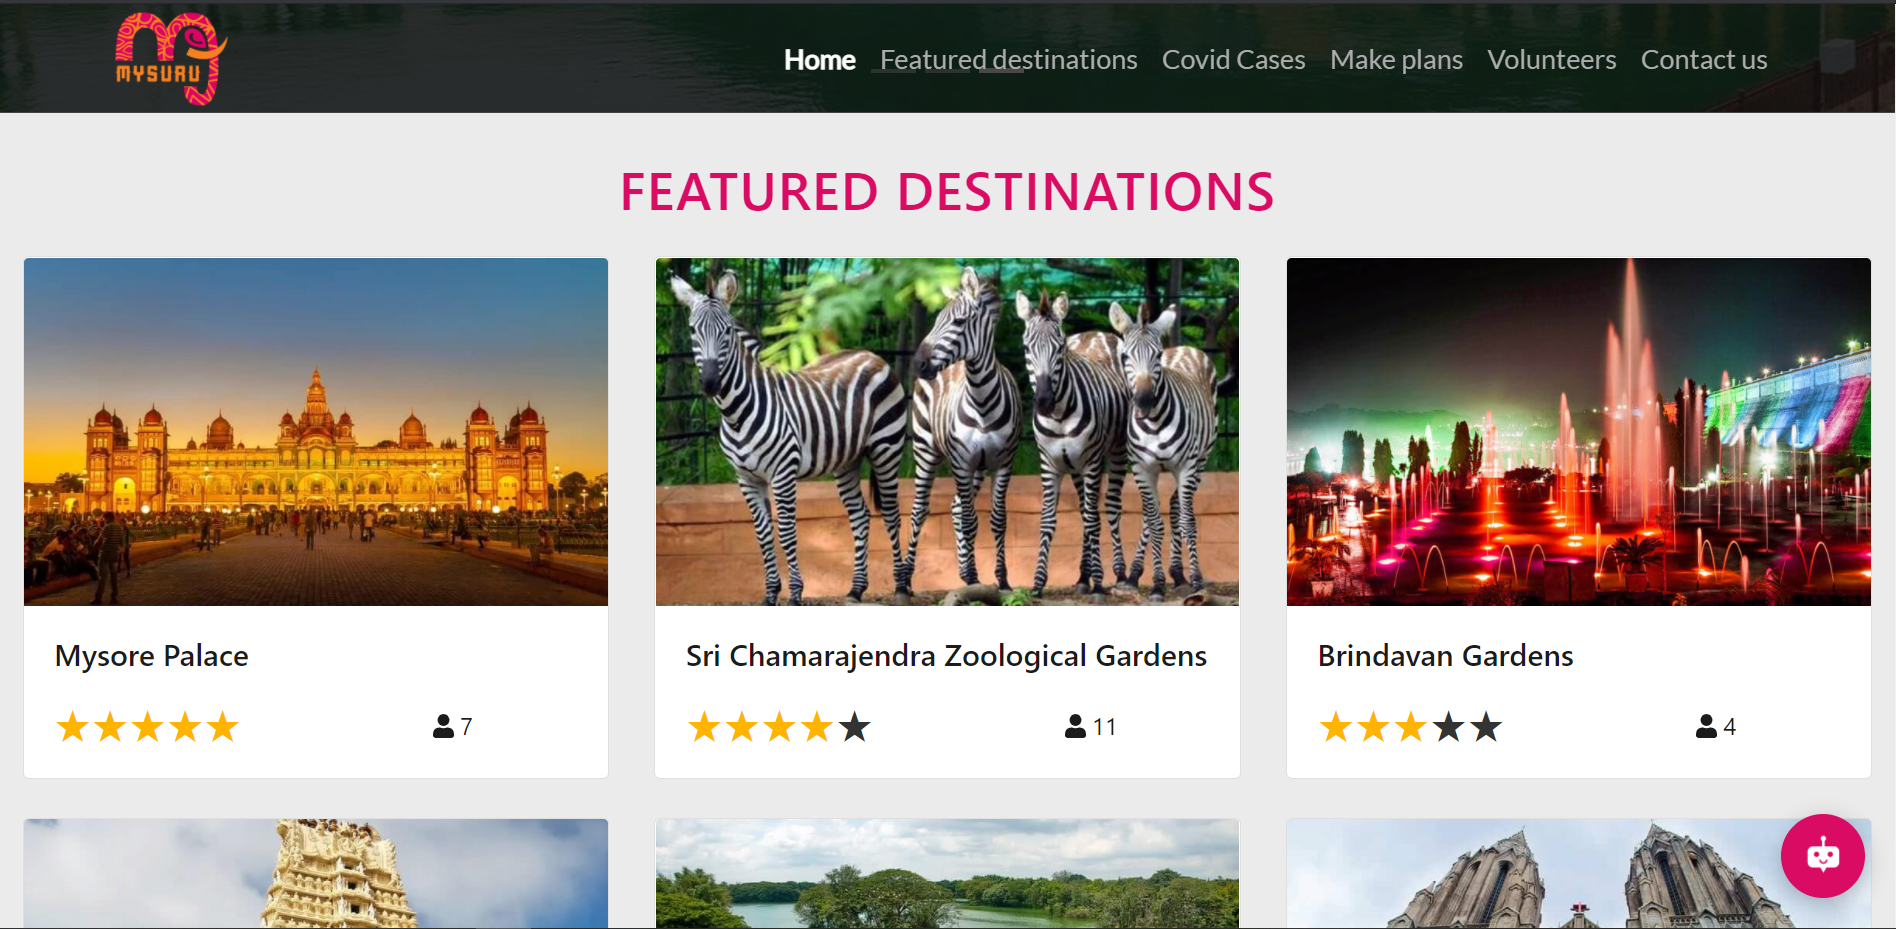 MYSURU
Home Featured destinations Covid Cases Make plans Volunteers Contact us
FEATURED DESTINATIONS
Mysore Palace
7
Sri Chamarajendra Zoological Gardens
11
Brindavan Gardens
4